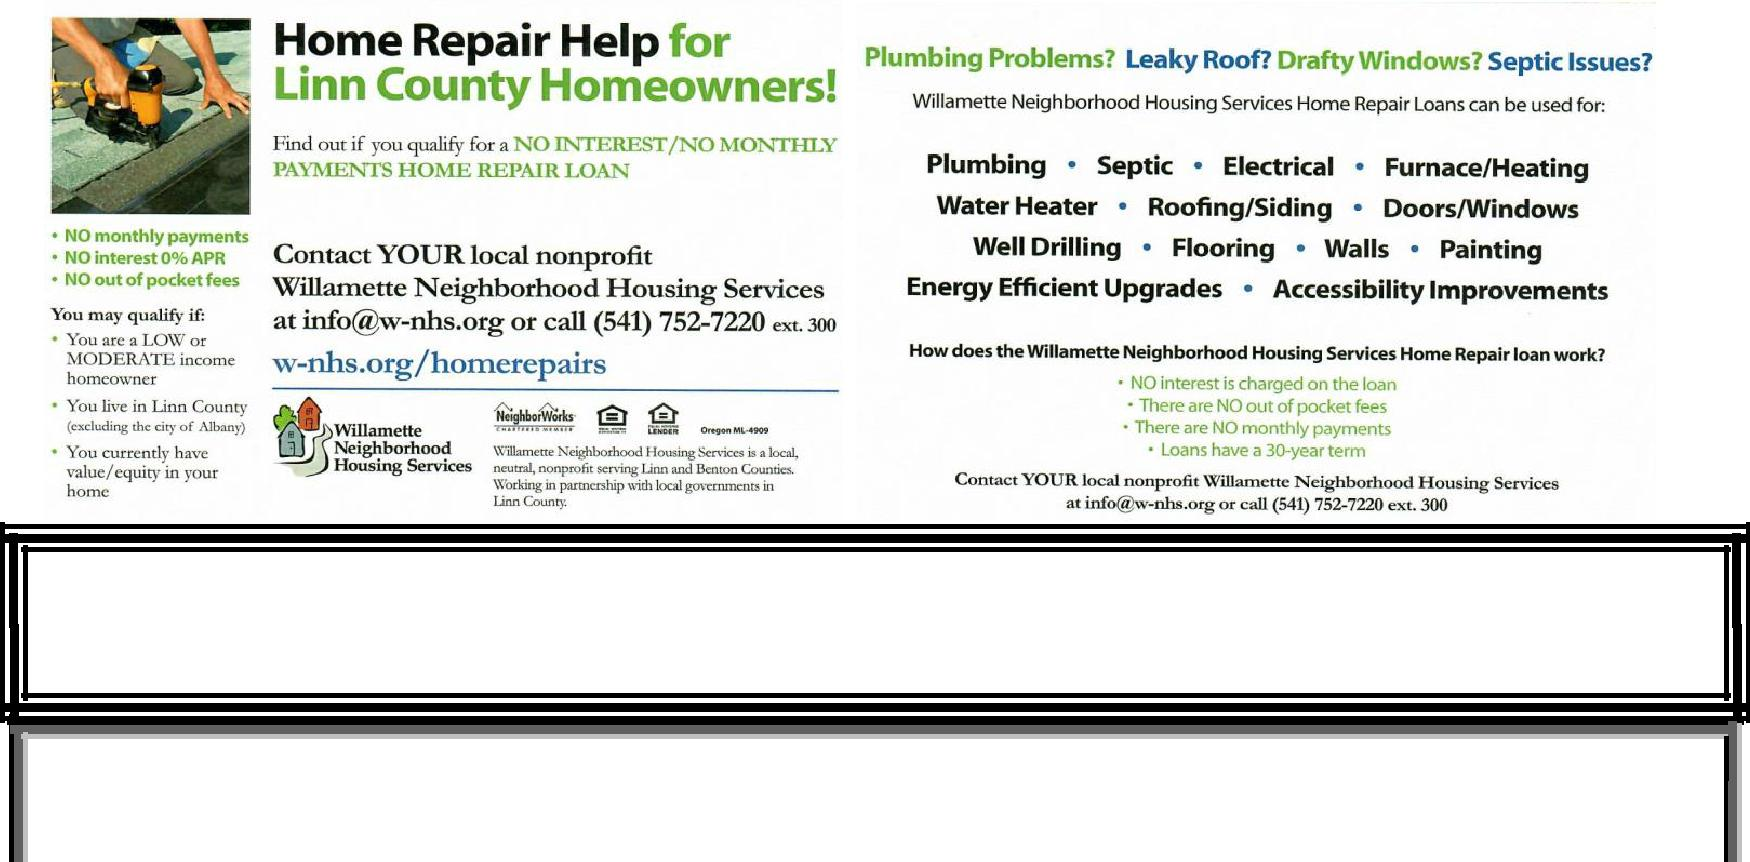 Home Repair Help for
Linn County Homeowners!
Find out if you qualify for a NO INTEREST/NO MONTHLY
PAYMENTS HOME REPAIR LOAN
• NO monthly payments
• NO interest 0% APR
• NO out of pocket fees
You may qualify if:
• You are a LOW or
MODERATE income
homeowner
• You live in Linn County
(excluding the city of Albany)
• You currently have
value/equity in your
home
Contact YOUR local nonprofit
Willamette Neighborhood Housing Services
at info@w-nhs.org or call (541) 752-7220 ext. 300
w-nhs.org/homerepairs
Willamette
Neighborhood
Housing Services
NeighborWorks
CHARTERED MEMBER
LENDER
Oregon ML-4909
Willamette Neighborhood Housing Services is a local,
neutral, nonprofit serving Linn and Benton Counties.
Working in partnership with local governments in
Linn County.
Plumbing Problems? Leaky Roof? Drafty Windows? Septic Issues?
Willamette Neighborhood Housing Services Home Repair Loans can be used for:
Plumbing • Septic • Electrical • Furnace/Heating
Water Heater • Roofing/Siding • Doors/Windows
Well Drilling • Flooring • Walls • Painting
Energy Efficient Upgrades • Accessibility Improvements
How does the Willamette Neighborhood Housing Services Home Repair loan work?
• NO interest is charged on the loan
• There are NO out of pocket fees
• There are NO monthly payments
• Loans have a 30-year term
Contact YOUR local nonprofit Willamette Neighborhood Housing Services
at info@w-nhs.org or call (541) 752-7220 ext. 300